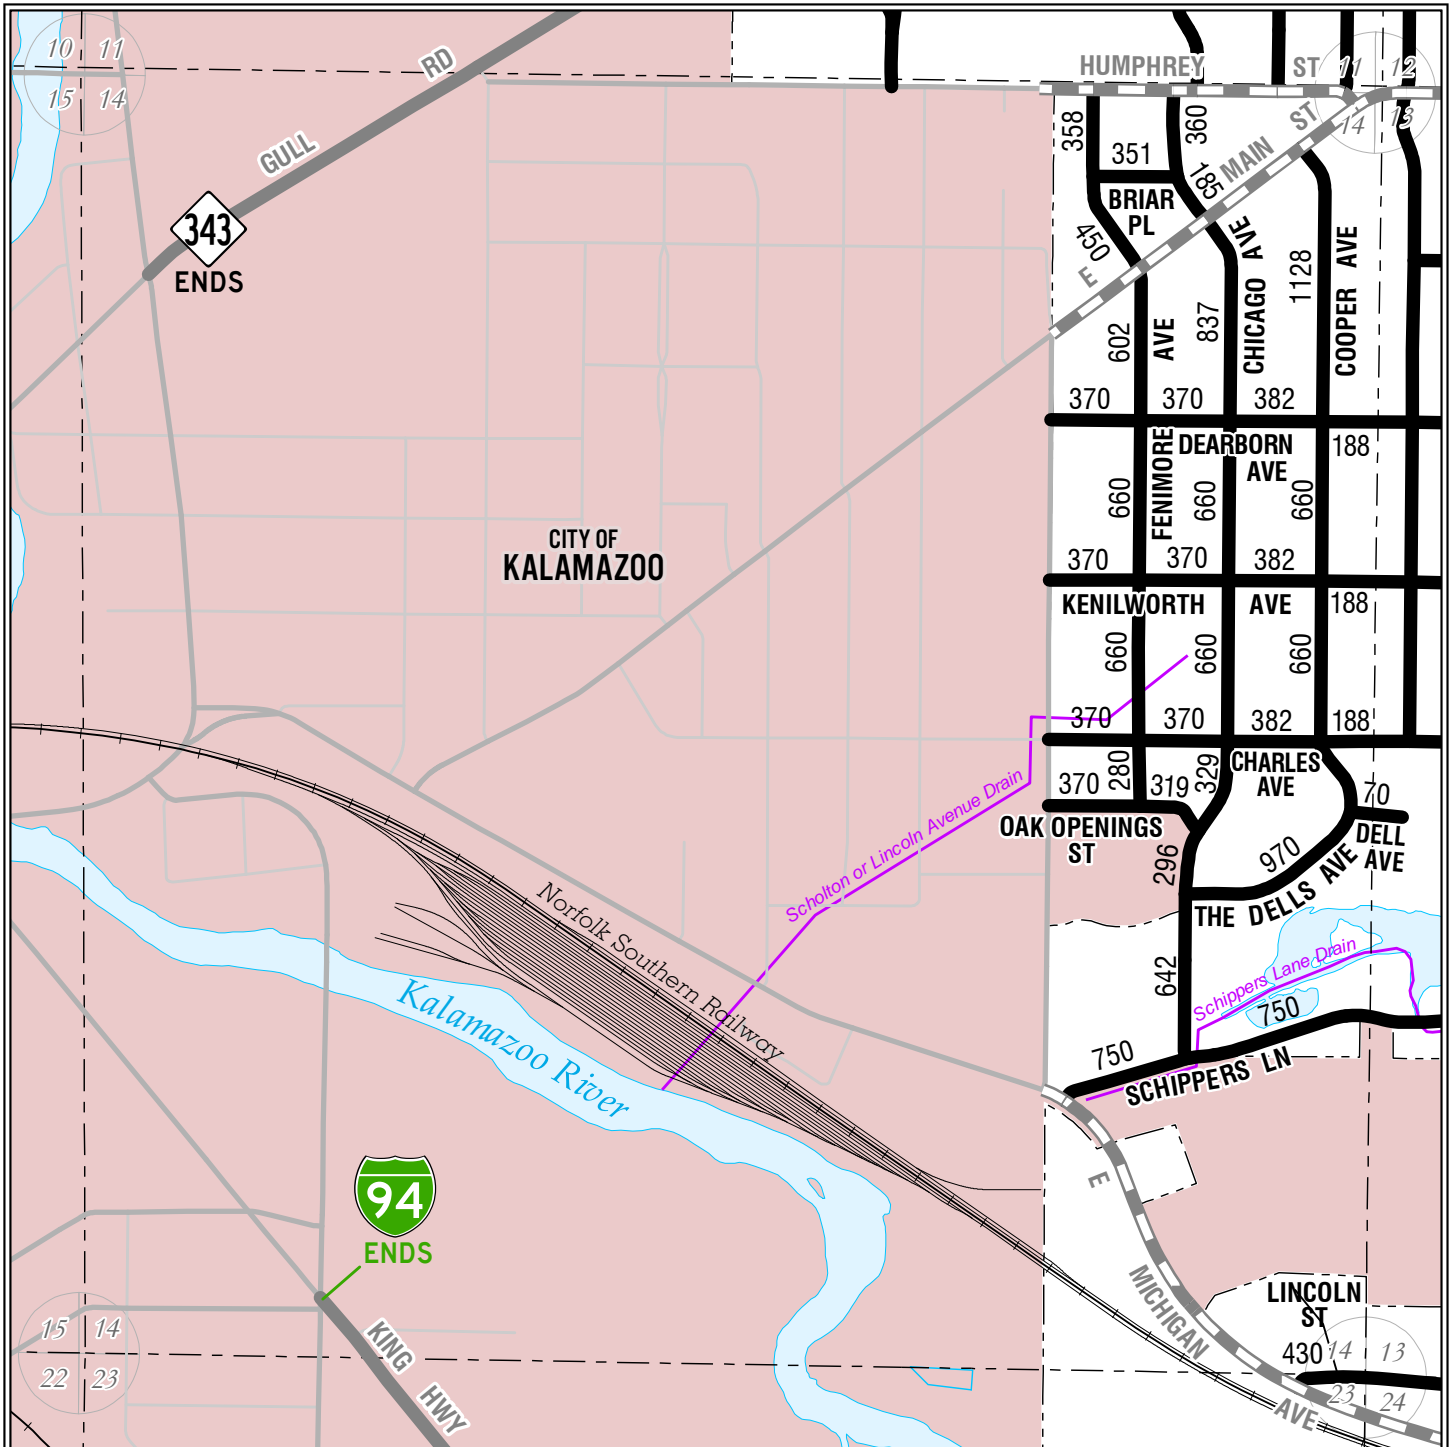 10 11
15 14
GULL RD
343
ENDS
HUMPHREY ST
11 12
14 13
358
360
351
185
BRIAR
PL
450
E MAIN ST
602
837
1128
FENIMORE AVE
CHICAGO AVE
COOPER AVE
370 370 382
DEARBORN
AVE
188
660 660 660
CITY OF
KALAMAZOO
370 370 382
KENILWORTH AVE
188
660 660 660
370 370 382 188
CHARLES
AVE
280
329
370
319
70
OAK OPENINGS
ST
DELL
AVE
296
970
THE DELLS AVE
Scholton or Lincoln Avenue Drain
Norfolk Southern Railway
Kalamazoo River
642
Schippers Lane Drain
750
750
SCHIPPERS LN
94
ENDS
KING HWY
E MICHIGAN AVE
LINCOLN
ST
430
15 14
22 23
14 13
23 24